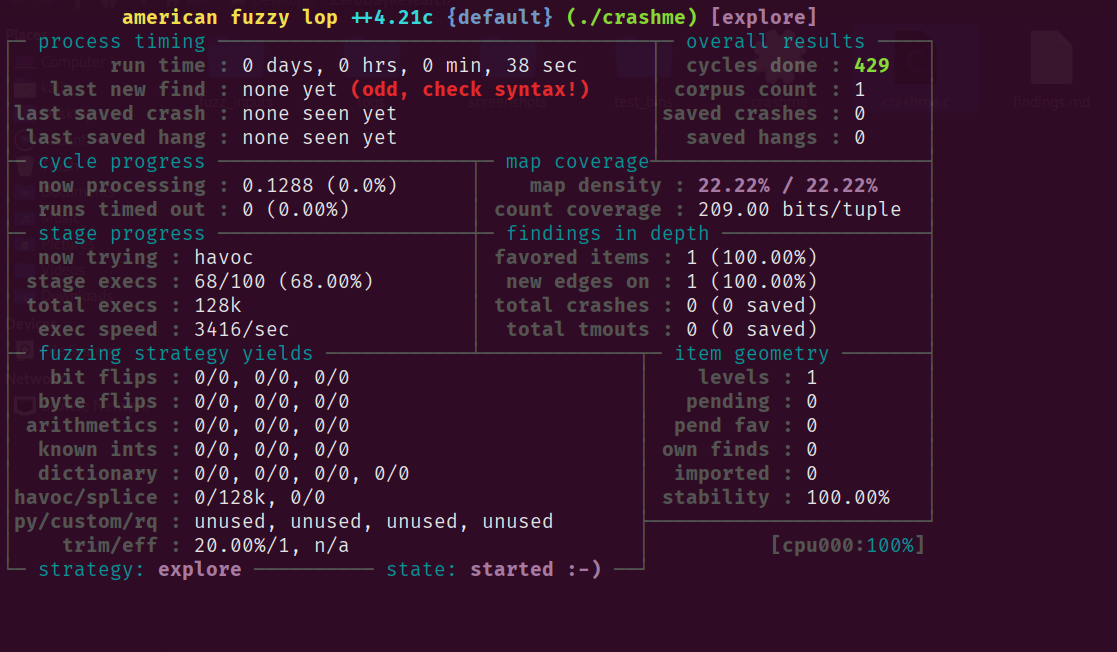 american fuzzy lop ++4.21c {default} (./crashme) [explore]
process timing
overall results
run time : 0 days, 0 hrs, 0 min, 38 sec
cycles done : 429
last new find : none yet (odd, check syntax!)
corpus count : 1
last saved crash : none seen yet
saved crashes : 0
last saved hang : none seen yet
saved hangs : 0
cycle progress
map coverage
now processing : 0.1288 (0.0%)
map density : 22.22% / 22.22%
runs timed out : 0 (0.00%)
count coverage : 209.00 bits/tuple
stage progress
findings in depth
now trying : havoc
favored items : 1 (100.00%)
stage execs : 68/100 (68.00%)
new edges on : 1 (100.00%)
total execs : 128k
total crashes : 0 (0 saved)
exec speed : 3416/sec
total tmouts : 0 (0 saved)
fuzzing strategy yields
item geometry
bit flips : 0/0, 0/0, 0/0
levels : 1
byte flips : 0/0, 0/0, 0/0
pending : 0
arithmetics : 0/0, 0/0, 0/0
pend fav : 0
known ints : 0/0, 0/0, 0/0
own finds : 0
dictionary : 0/0, 0/0, 0/0, 0/0
imported : 0
havoc/splice : 0/128k, 0/0
stability : 100.00%
py/custom/rq : unused, unused, unused, unused
trim/eff : 20.00%/1, n/a
[cpu000:100%]
strategy: explore
state: started :-)
findings.md